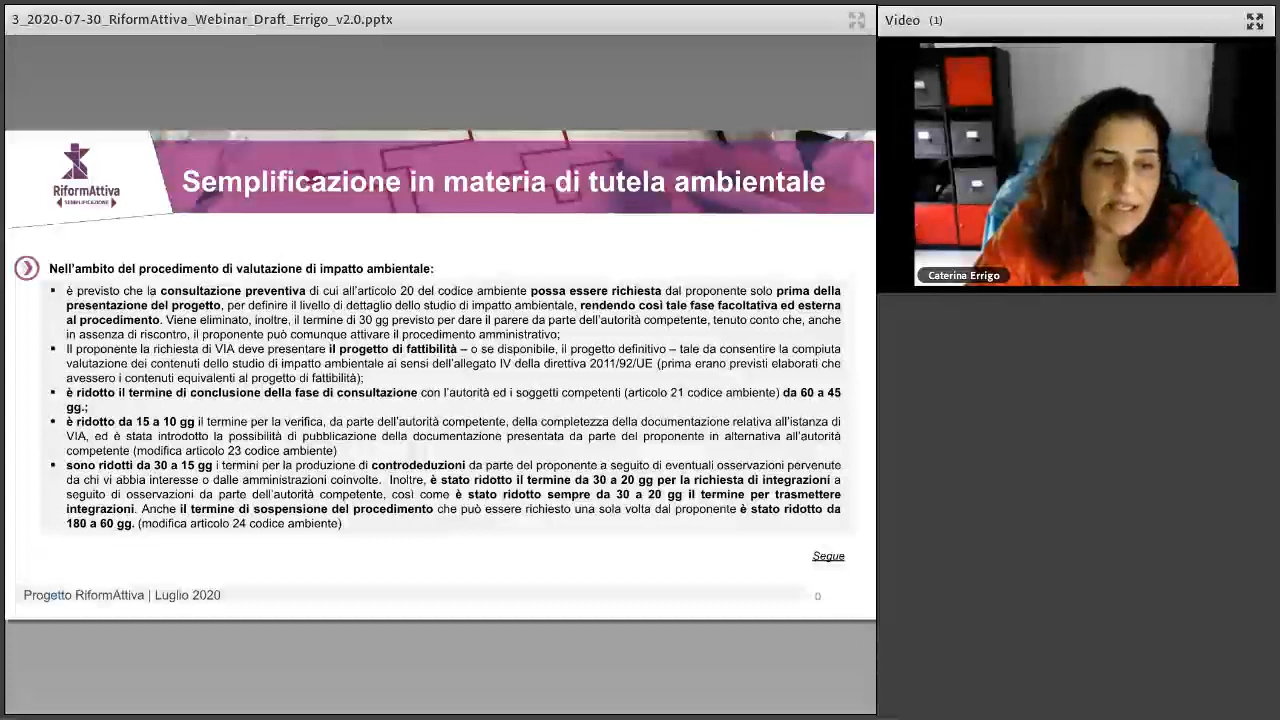 3_2020-07-30_RiformAttiva_Webinar_Draft_Errigo_v2.0.pptx
Video (1)
RiformAttiva
SEMPLIFICAZIONE
Semplificazione in materia di tutela ambientale
Caterina Errigo
Nell'ambito del procedimento di valutazione di impatto ambientale:
▪ è previsto che la consultazione preventiva di cui all'articolo 20 del codice ambiente possa essere richiesta dal proponente solo prima della
presentazione del progetto, per definire il livello di dettaglio dello studio di impatto ambientale, rendendo così tale fase facoltativa ed esterna
al procedimento. Viene eliminato, inoltre, il termine di 30 gg previsto per dare il parere da parte dell'autorità competente, tenuto conto che, anche
in assenza di riscontro, il proponente può comunque attivare il procedimento amministrativo;
▪ Il proponente la richiesta di VIA deve presentare il progetto di fattibilità – o se disponibile, il progetto definitivo – tale da consentire la compiuta
valutazione dei contenuti dello studio di impatto ambientale ai sensi dell'allegato IV della direttiva 2011/92/UE (prima erano previsti elaborati che
avessero i contenuti equivalenti al progetto di fattibilità);
▪ è ridotto il termine di conclusione della fase di consultazione con l'autorità ed i soggetti competenti (articolo 21 codice ambiente) da 60 a 45
gg.;
▪ è ridotto da 15 a 10 gg il termine per la verifica, da parte dell'autorità competente, della completezza della documentazione relativa all'istanza di
VIA, ed è stata introdotto la possibilità di pubblicazione della documentazione presentata da parte del proponente in alternativa all'autorità
competente (modifica articolo 23 codice ambiente)
▪ sono ridotti da 30 a 15 gg i termini per la produzione di controdeduzioni da parte del proponente a seguito di eventuali osservazioni pervenute
da chi vi abbia interesse o dalle amministrazioni coinvolte. Inoltre, è stato ridotto il termine da 30 a 20 gg per la richiesta di integrazioni a
seguito di osservazioni da parte dell'autorità competente, così come è stato ridotto sempre da 30 a 20 gg il termine per trasmettere
integrazioni. Anche il termine di sospensione del procedimento che può essere richiesto una sola volta dal proponente è stato ridotto da
180 a 60 gg. (modifica articolo 24 codice ambiente)
Segue
Progetto RiformAttiva | Luglio 2020
0